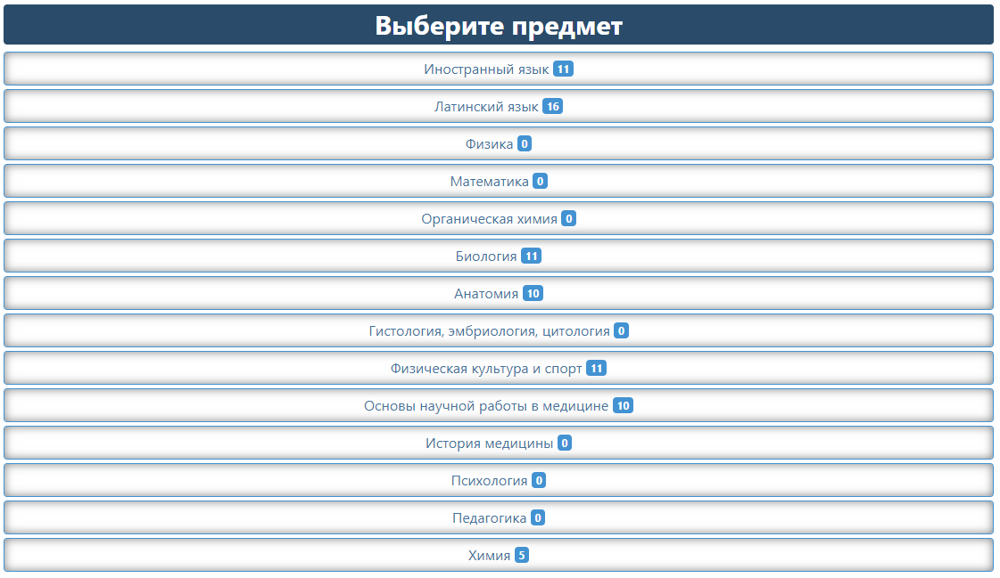 Выберите предмет
Иностранный язык 11
Латинский язык 16
Физика 0
Математика 0
Органическая химия 0
Биология 11
Анатомия 10
Гистология, эмбриология, цитология 0
Физическая культура и спорт 11
Основы научной работы в медицине 10
История медицины 0
Психология 0
Педагогика 0
Химия 5